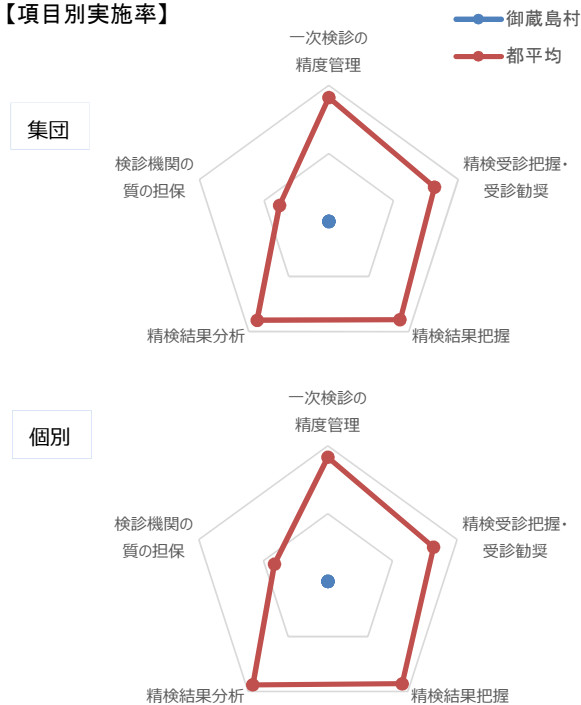 【項目別実施率】
御蔵島村
都平均
集団
一次検診の
精度管理
検診機関の
質の担保
精検受診把握・
受診勧奨
精検結果分析
精検結果把握
個別
一次検診の
精度管理
検診機関の
質の担保
精検受診把握・
受診勧奨
精検結果分析
精検結果把握